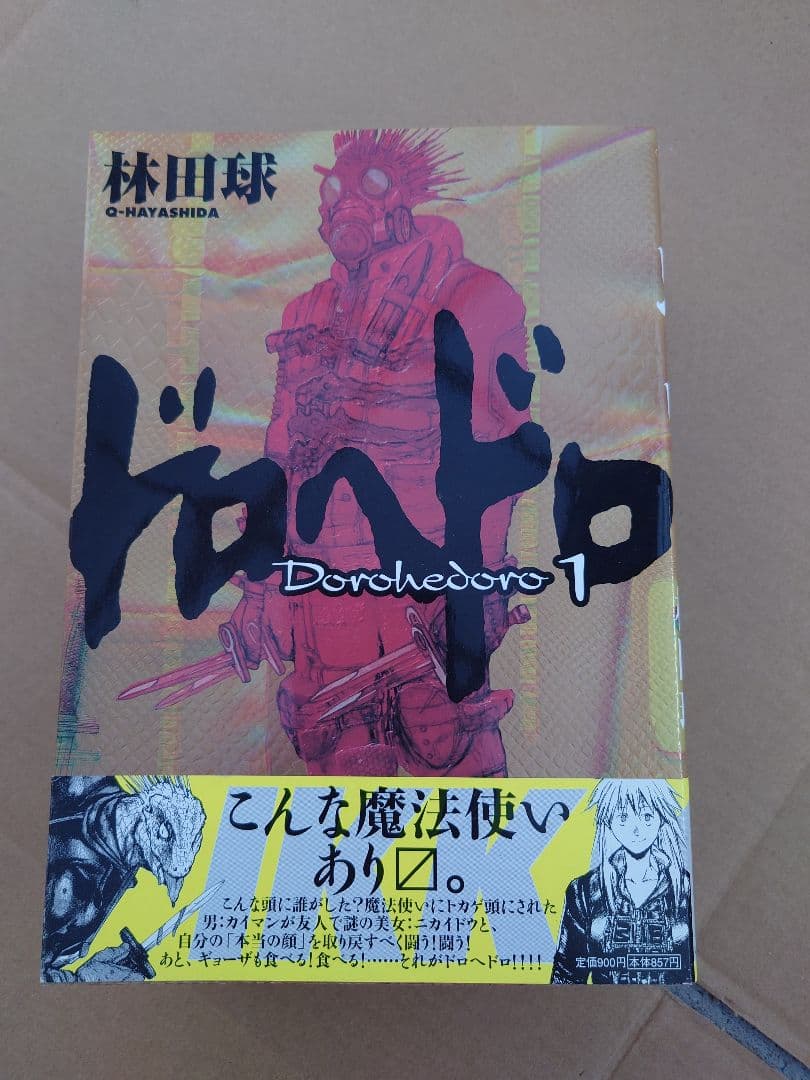 林田球
Q-HAYASHIDA
ドロヘドロ
Dorohedoro 1
IKKI
こんな魔法使い
あり〼。
こんな頭に誰がした?魔法使いにトカゲ頭にされた
男:カイマンが友人で謎の美女:ニカイドウと、
自分の「本当の顔」を取り戻すべく闘う!闘う!
あと、ギョーザも食べる!食べる!……それがドロヘドロ!!!!
定価900円 本体857円